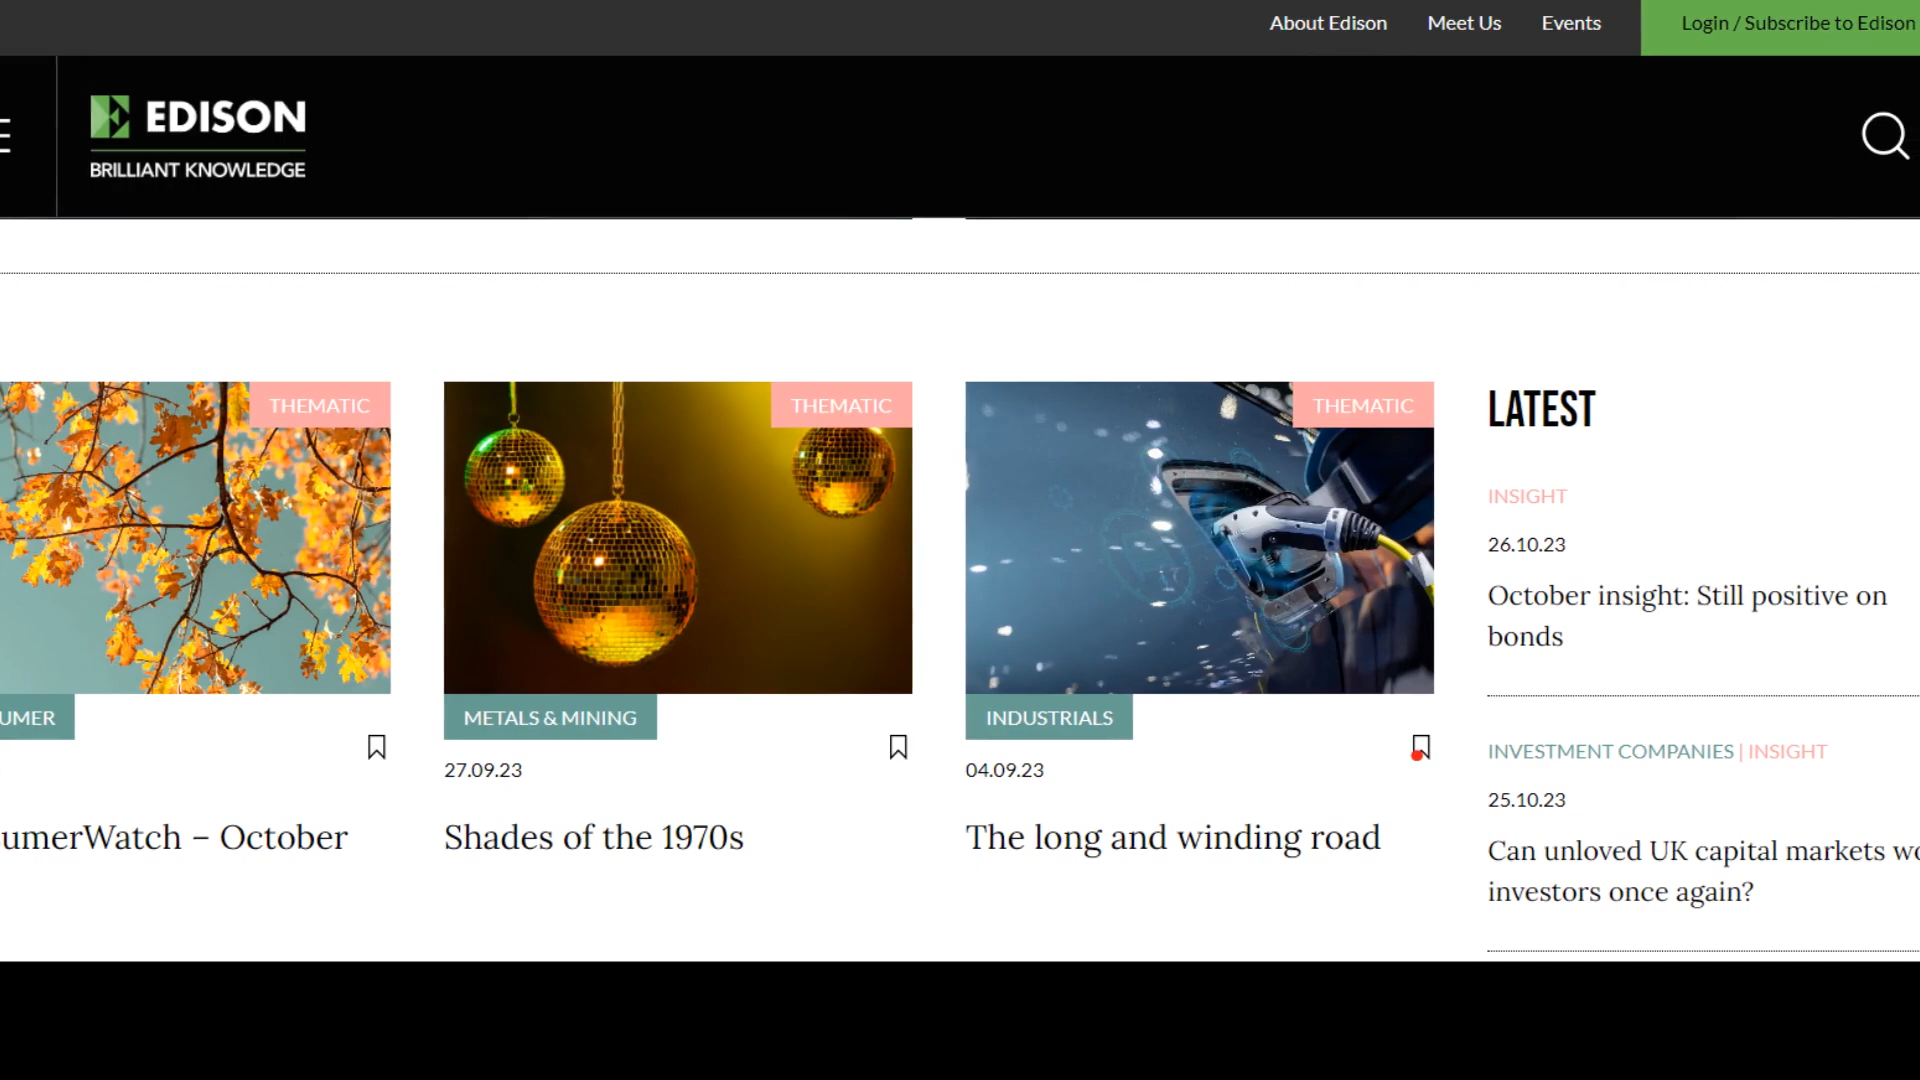 About Edison
Meet Us
Events
Login / Subscribe to Edison
EDISON
BRILLIANT KNOWLEDGE
THEMATIC
THEMATIC
THEMATIC
LATEST
INSIGHT
26.10.23
October insight: Still positive on
bonds
UMER
METALS & MINING
INDUSTRIALS
27.09.23
04.09.23
umerWatch – October
Shades of the 1970s
The long and winding road
INVESTMENT COMPANIES | INSIGHT
25.10.23
Can unloved UK capital markets
investors once again?